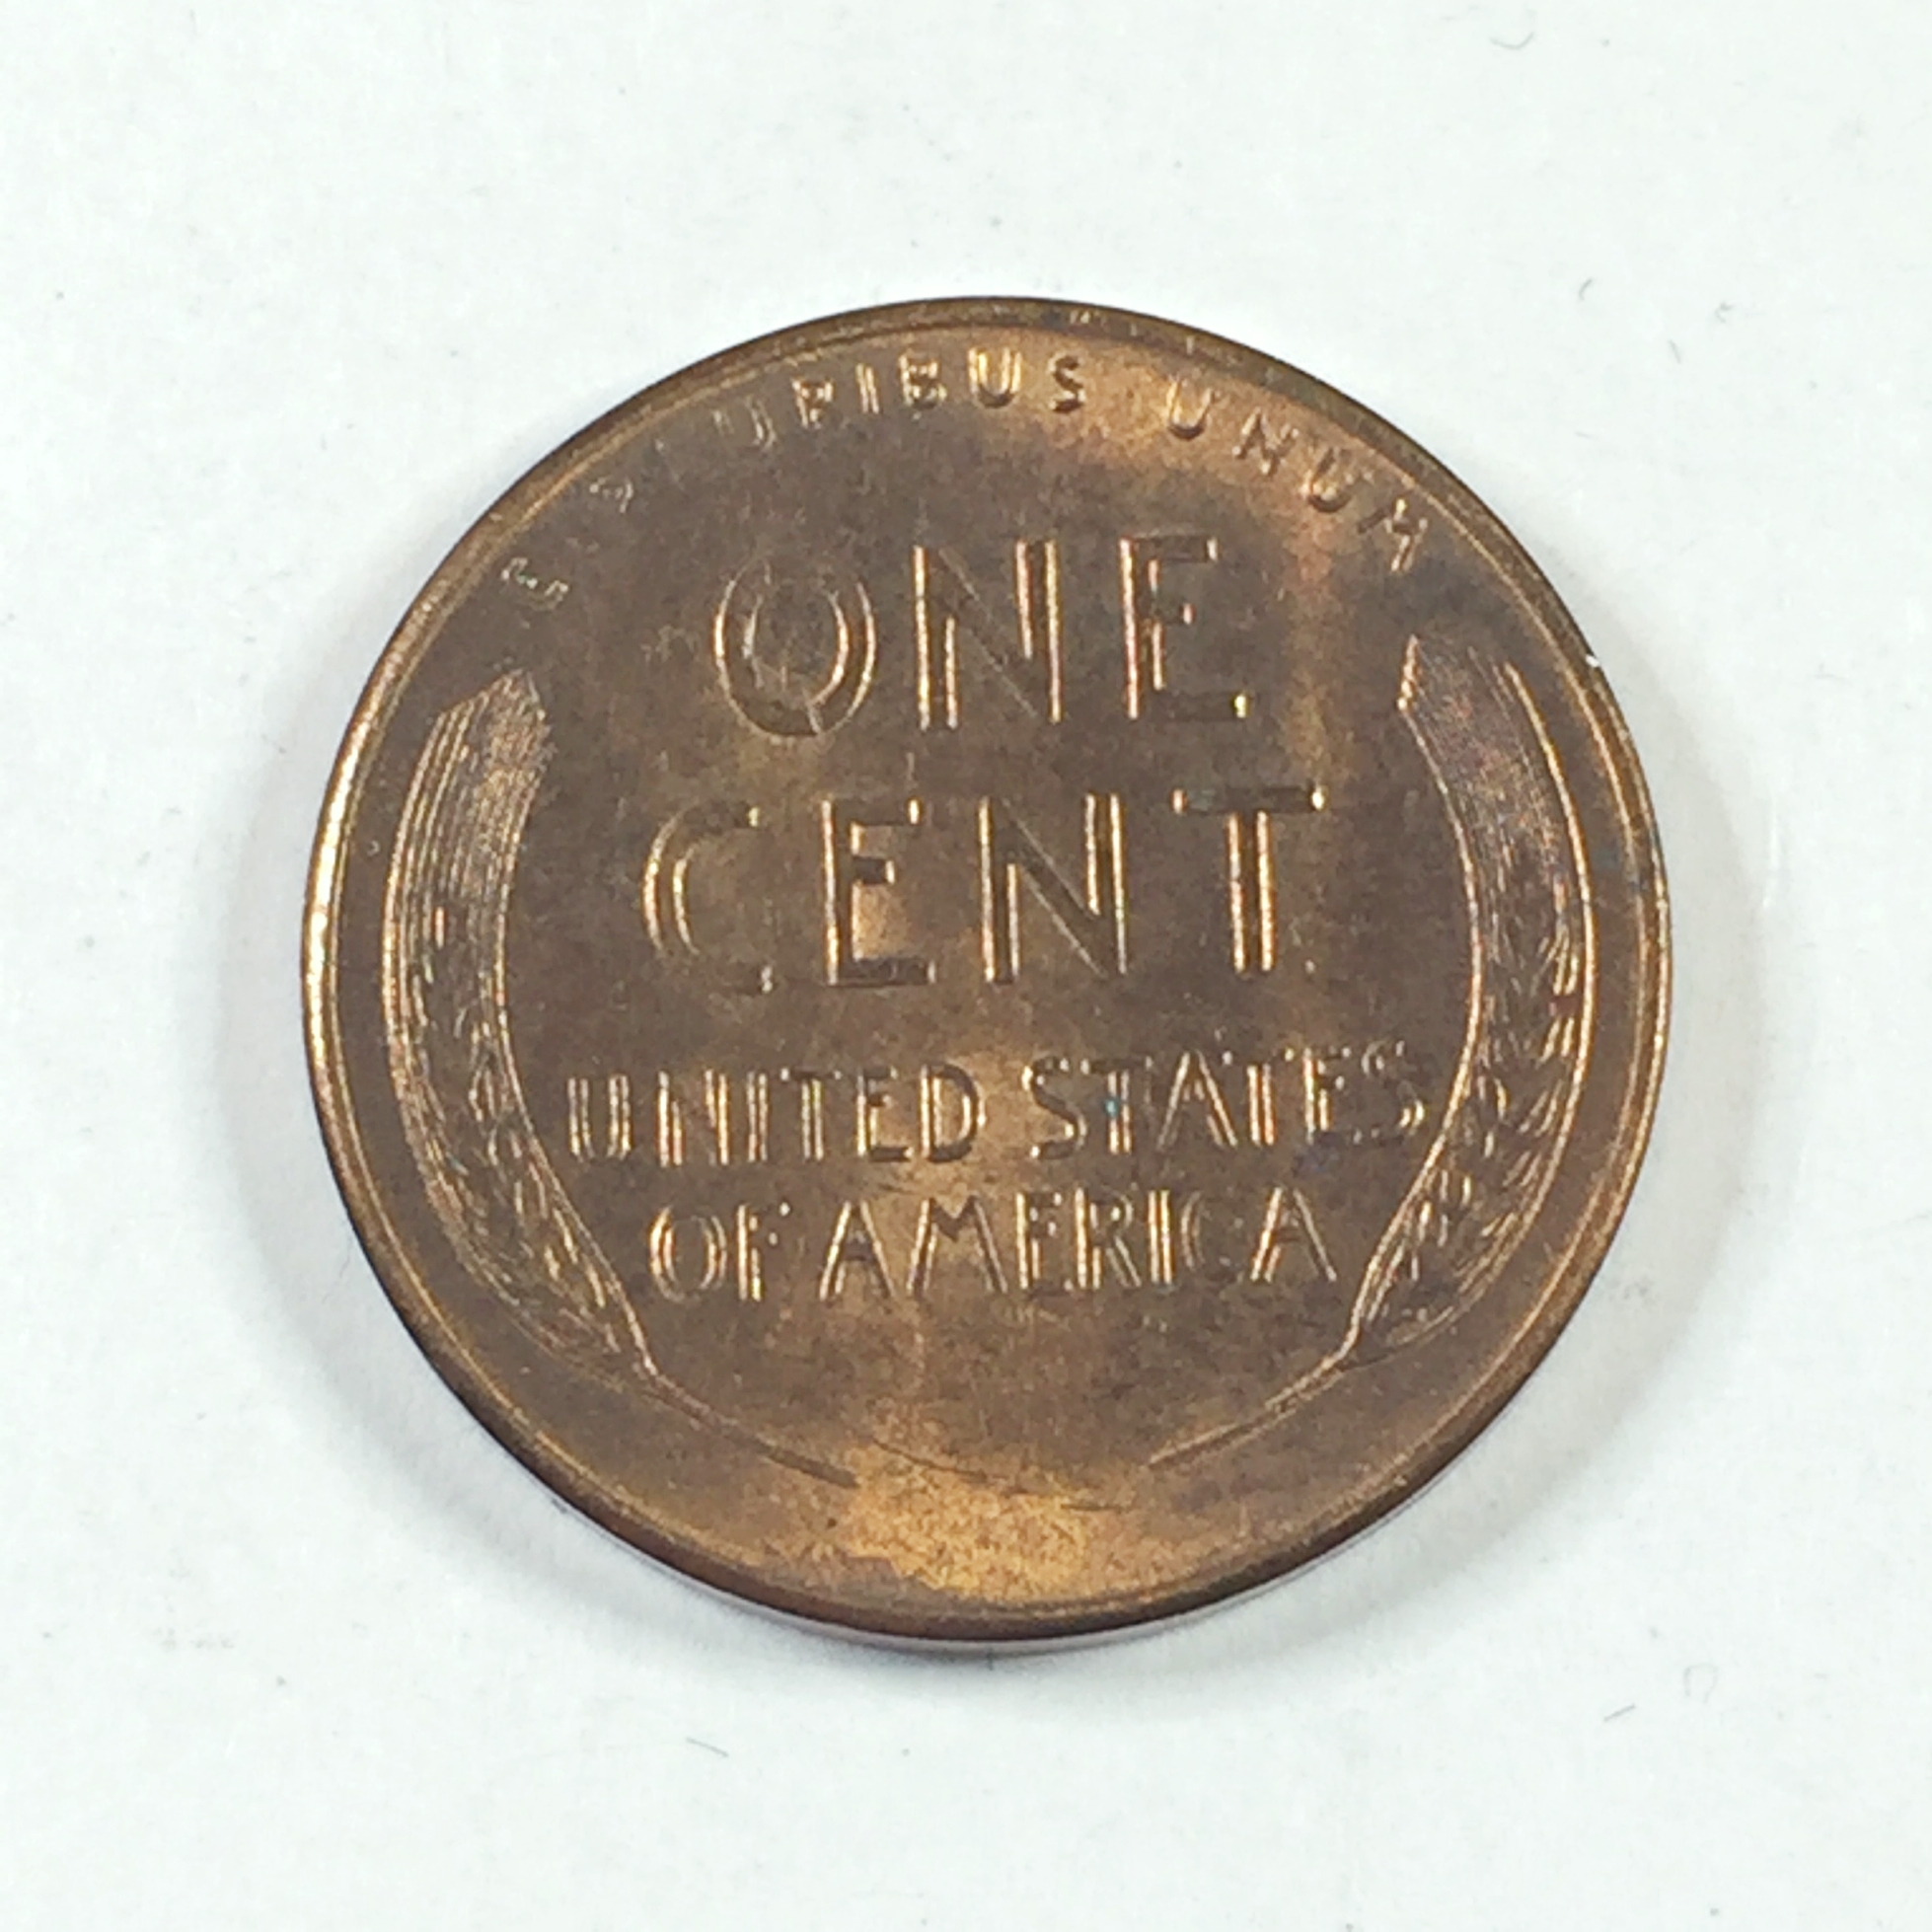 E PLURIBUS UNUM
ONE
CENT
UNITED STATES
OF AMERICA